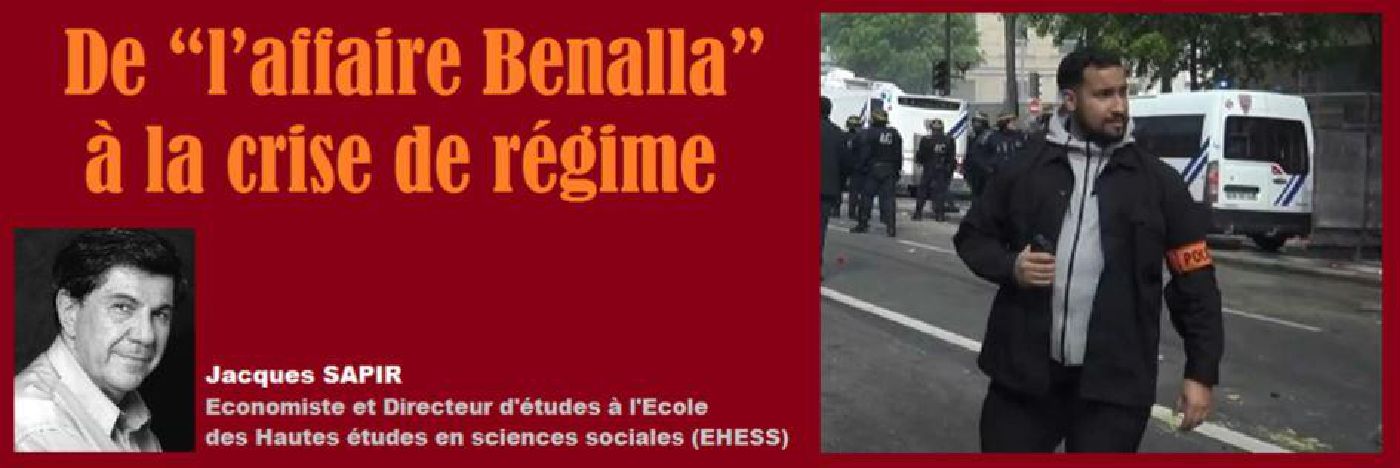 De “l’affaire Benalla”
à la crise de régime
Jacques SAPIR
Economiste et Directeur d'études à l'Ecole
des Hautes études en sciences sociales (EHESS)